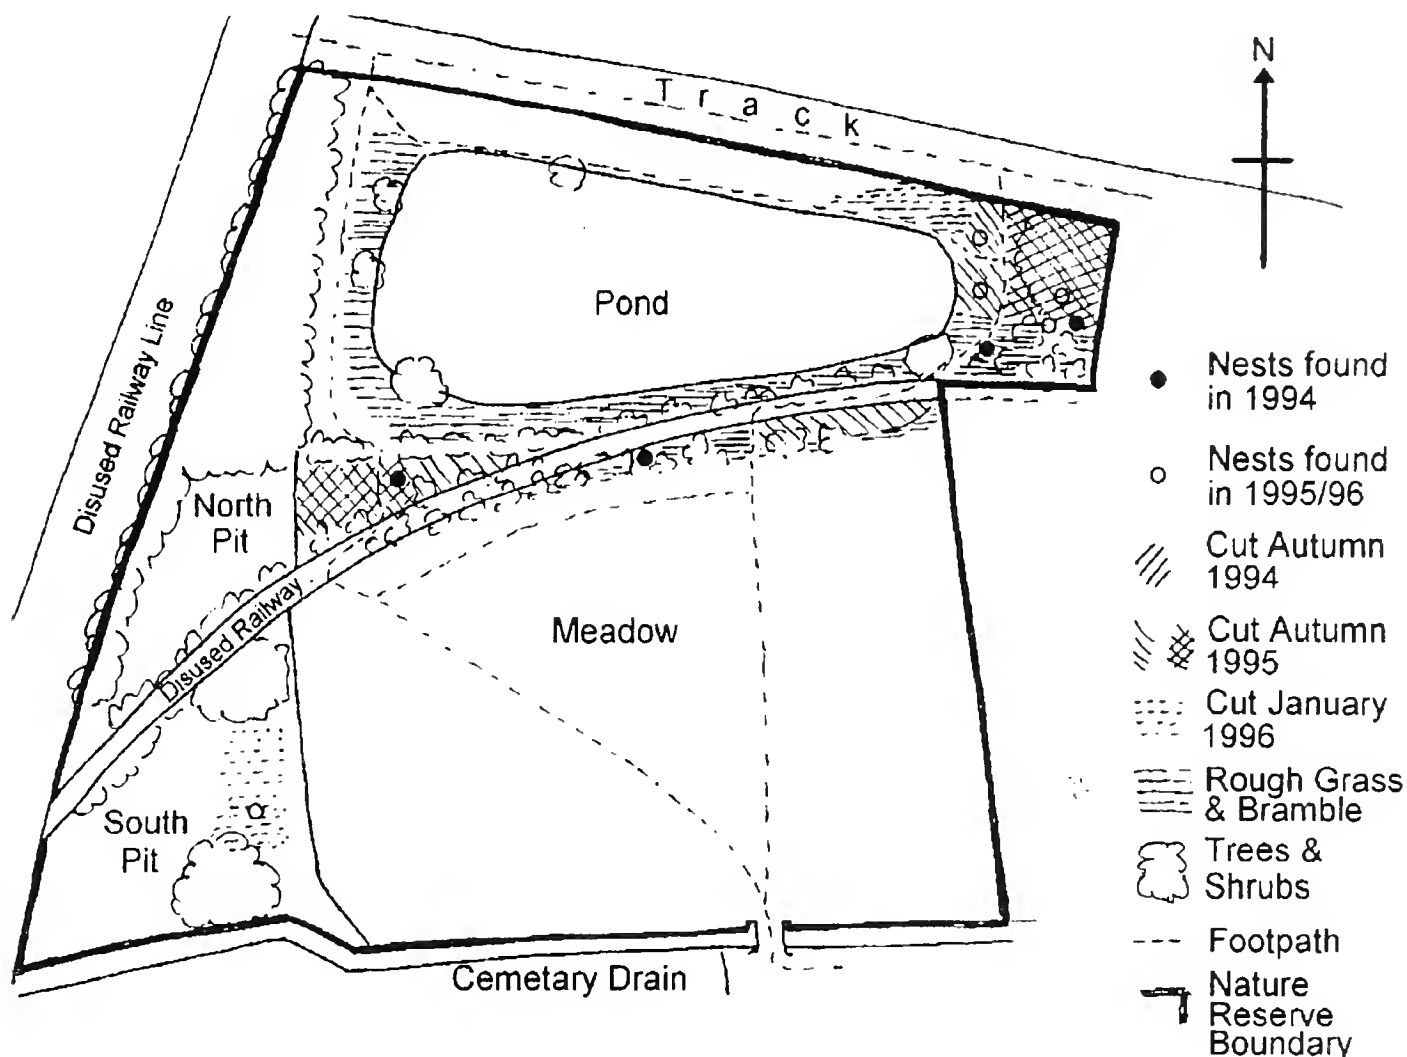 N
Track
Pond
Disused Railway Line
North
Pit
Disused Railway
Meadow
South
Pit
Cemetary Drain
Nests found
in 1994
Nests found
in 1995/96
Cut Autumn
1994
Cut Autumn
1995
Cut January
1996
Rough Grass
& Bramble
Trees &
Shrubs
Footpath
Nature
Reserve
Boundary